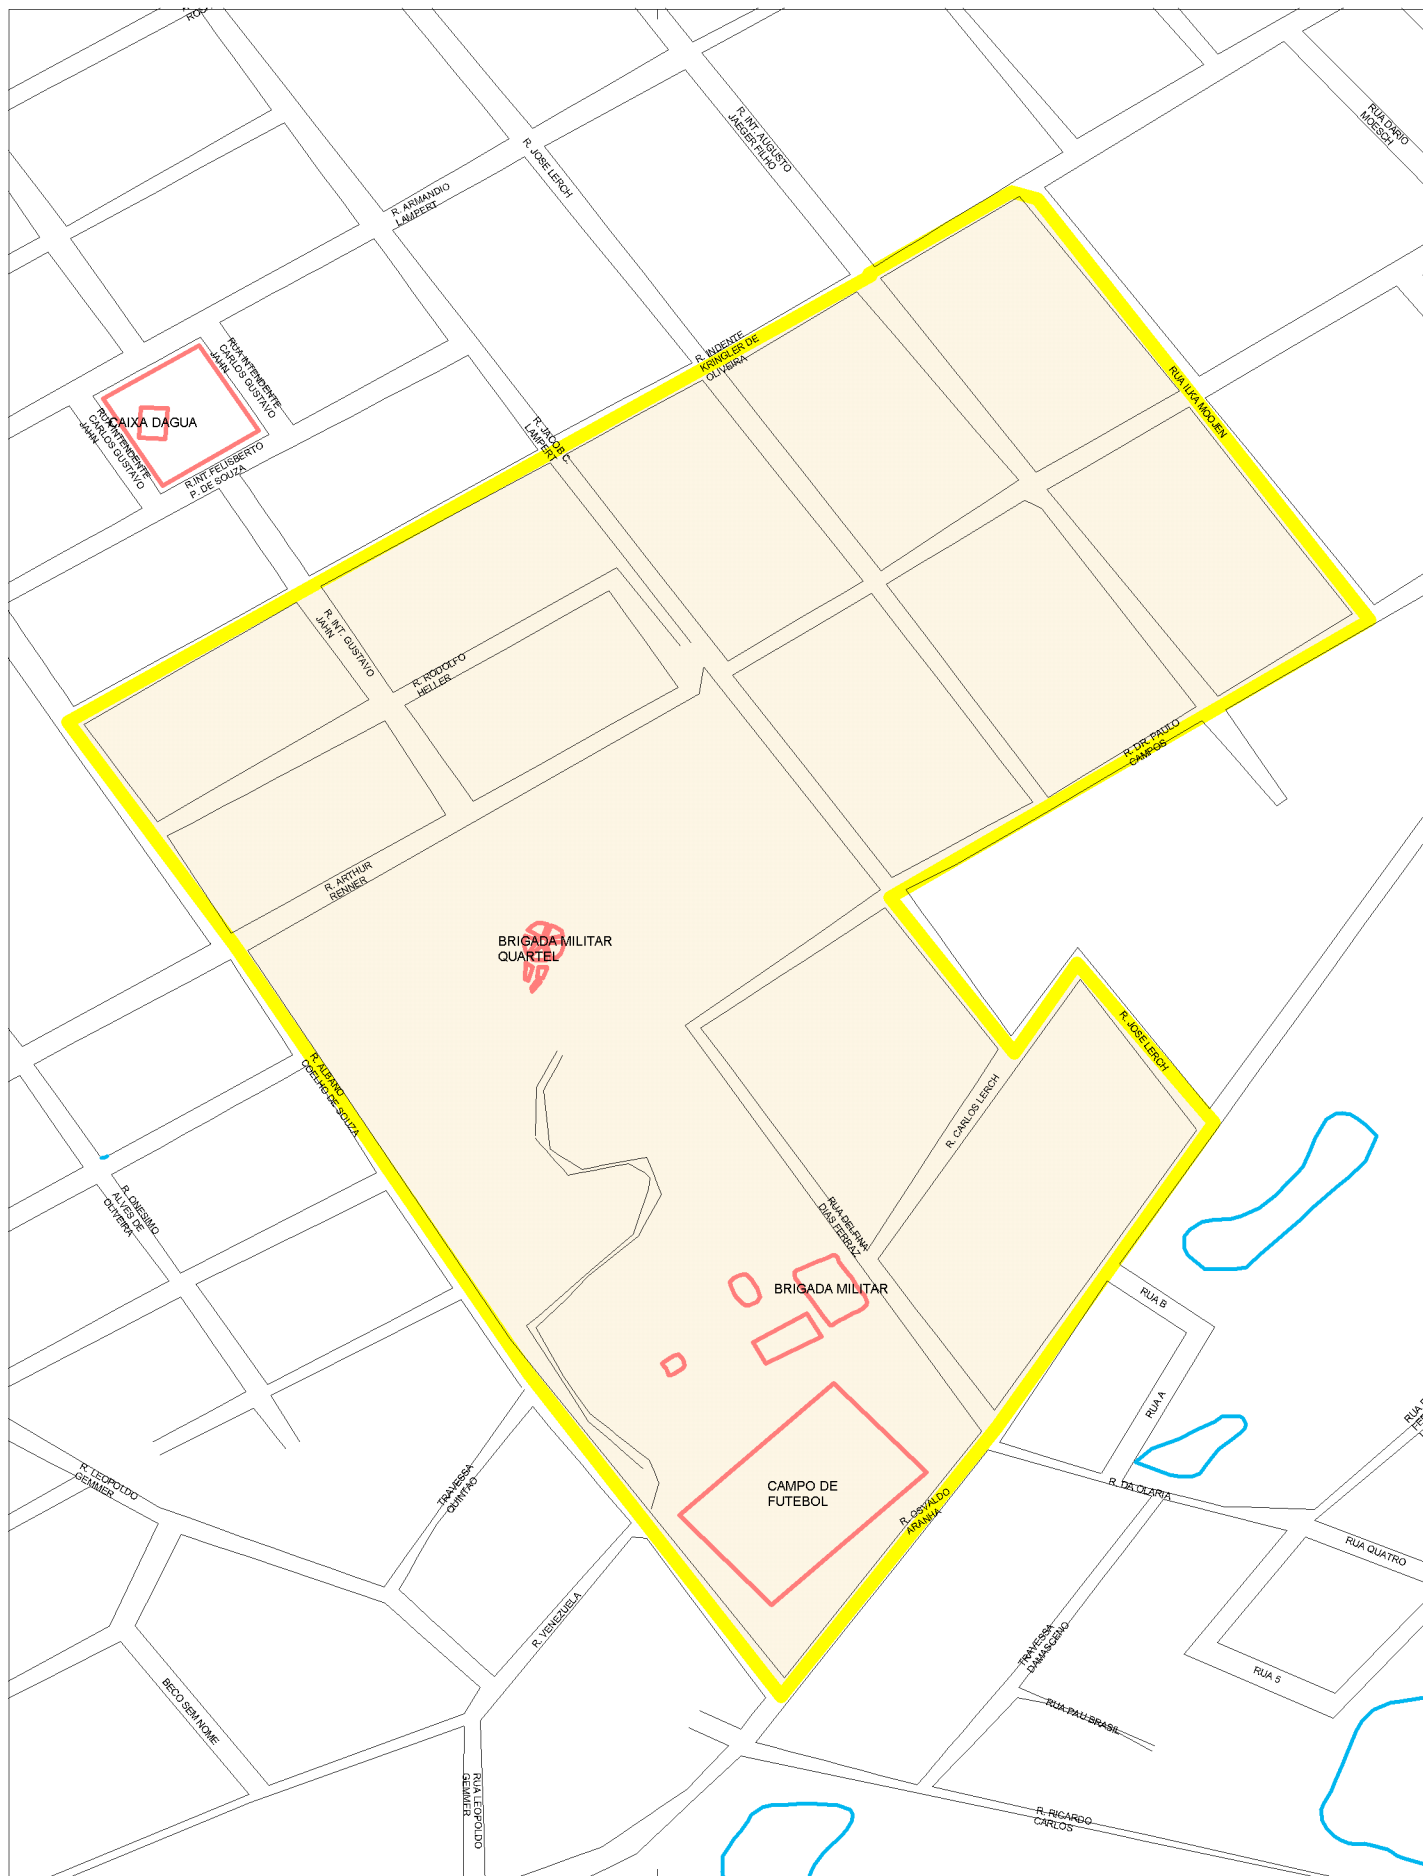 RUA DARIO
MOESCH
R. INT. AUGUSTO
JAEGER FILHO
R. JOSE LERCH
R. ARMANDIO
LAMPERT
RUA INTENDENTE
CARLOS GUSTAVO
JAHN
R. INDENTE
KRINGLER DE
OLIVEIRA
RUA ILKA MOOJEN
CAIXA DAGUA
RUA INTENDENTE
CARLOS GUSTAVO
JAHN
R.INT.FELISBERTO
P. DE SOUZA
R. JACOB C.
LAMPERT
R. INT. GUSTAVO
JAHN
R. RODOLFO
HELLER
R. DR. PAULO
CAMPOS
R. ARTHUR
RENNER
BRIGADA MILITAR
QUARTEL
R. JOSE LERCH
R. ALBANO
COELHO DE SOUZA
R. CARLOS LERCH
R. ONESIMO
ALVES DE
OLIVEIRA
RUA DELFINA
DIAS FERRAZ
BRIGADA MILITAR
RUA B
RUA A
R. LEOPOLDO
GEMMER
TRAVESSA
QUINTAO
CAMPO DE
FUTEBOL
R. OSVALDO
ARANHA
R. DA OLARIA
RUA QUATRO
R. VENEZUELA
TRAVESSA
DAMASCENO
RUA 5
BECO SEM NOME
RUA PAU BRASIL
RUA LEOPOLDO
GEMMER
R. RICARDO
CARLOS